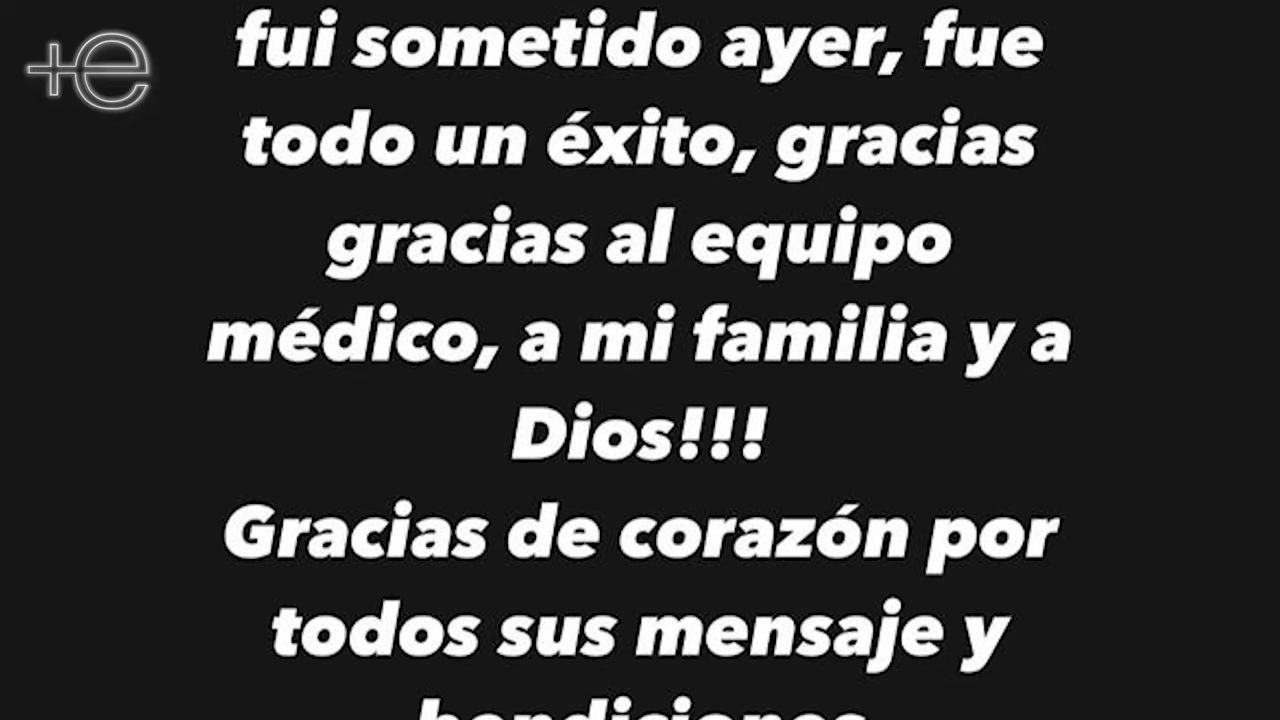 +e
fui sometido ayer, fue
todo un éxito, gracias
gracias al equipo
médico, a mi familia y a
Dios!!!
Gracias de corazón por
todos sus mensaje y